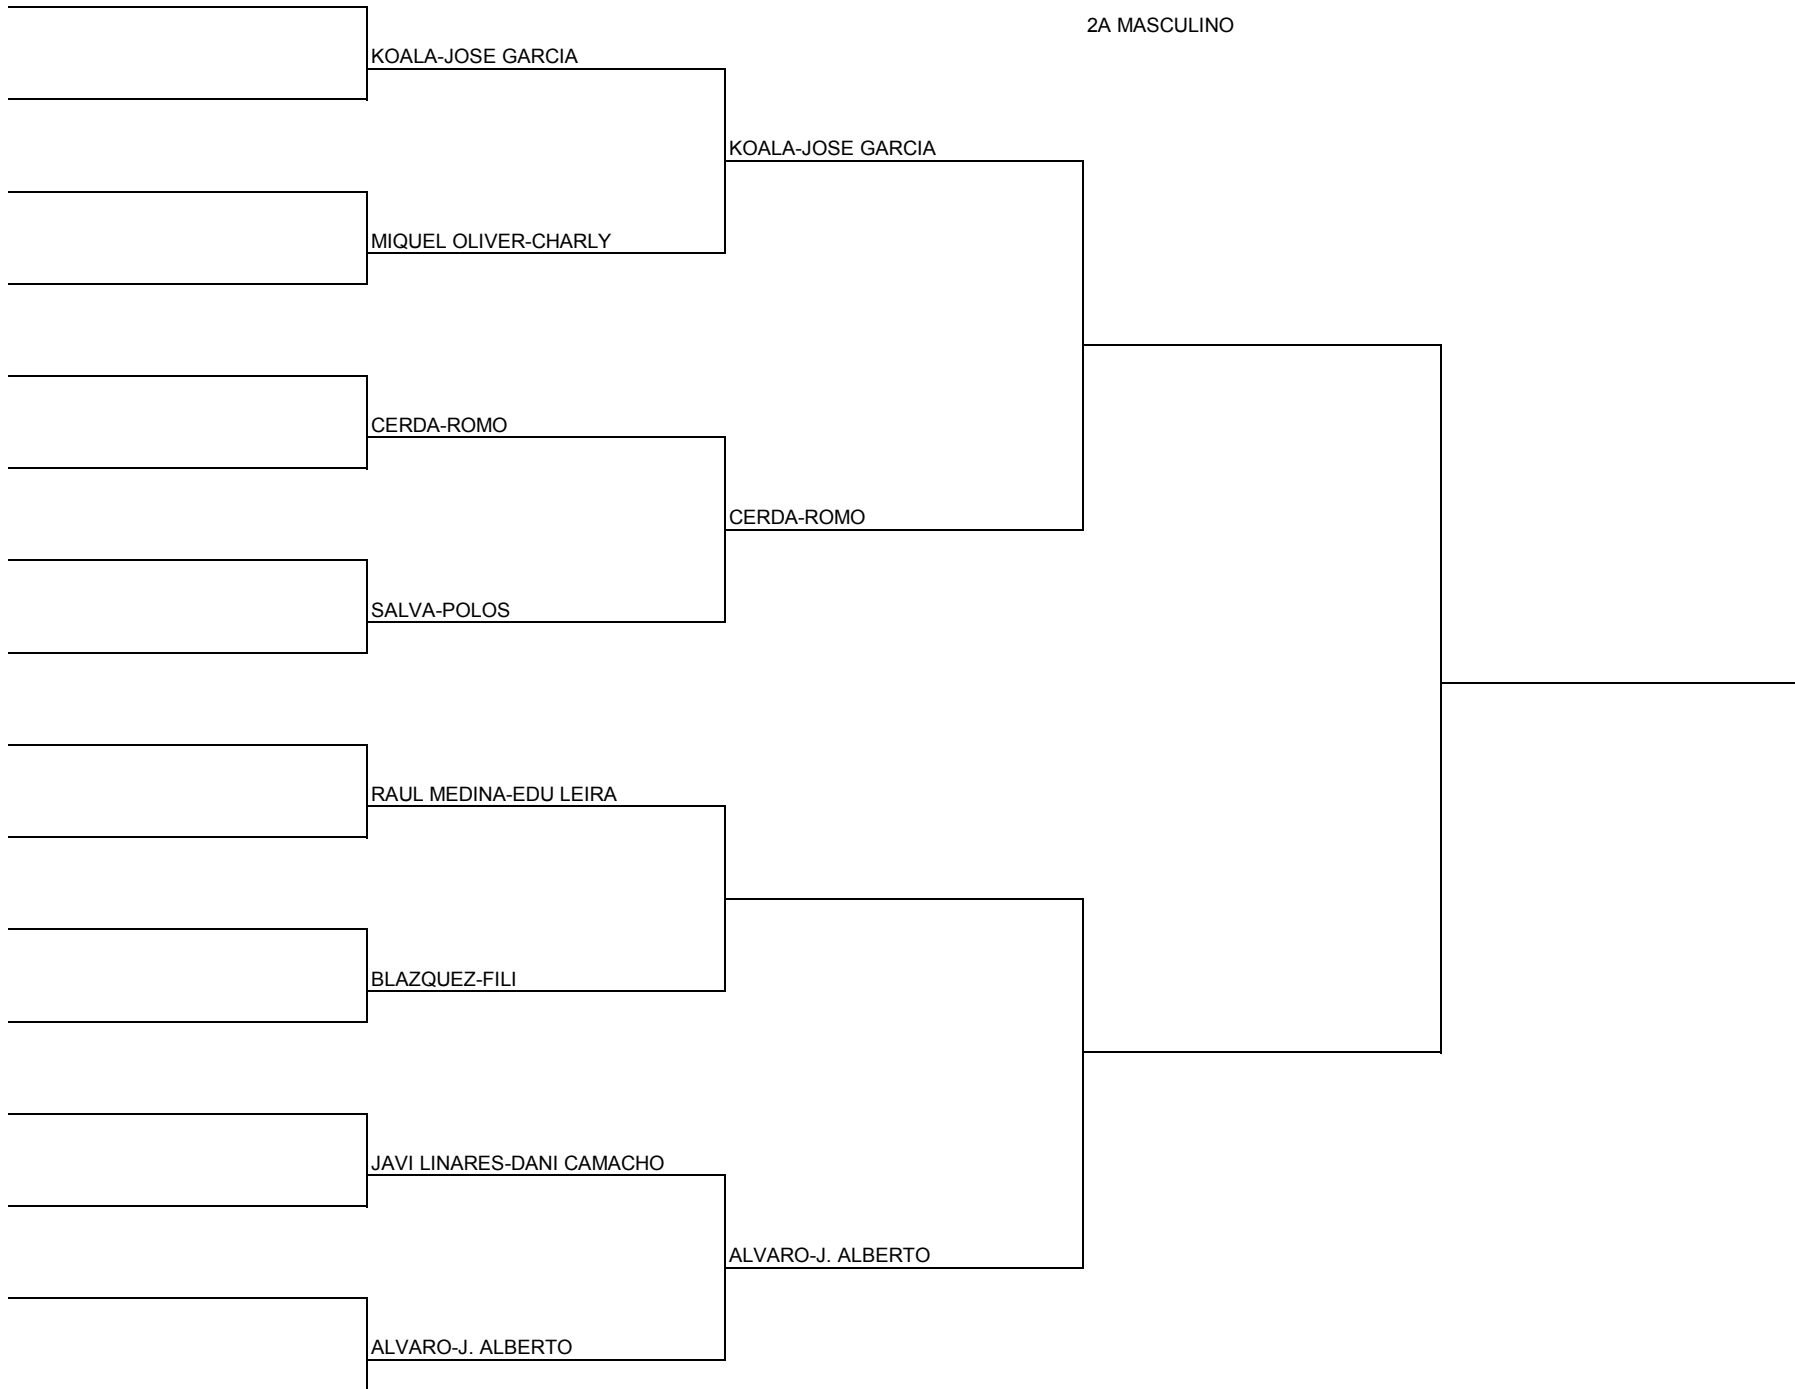 2A MASCULINO
KOALA-JOSE GARCIA
KOALA-JOSE GARCIA
MIQUEL OLIVER-CHARLY
CERDA-ROMO
CERDA-ROMO
SALVA-POLOS
RAUL MEDINA-EDU LEIRA
BLAZQUEZ-FILI
JAVI LINARES-DANI CAMACHO
ALVARO-J. ALBERTO
ALVARO-J. ALBERTO